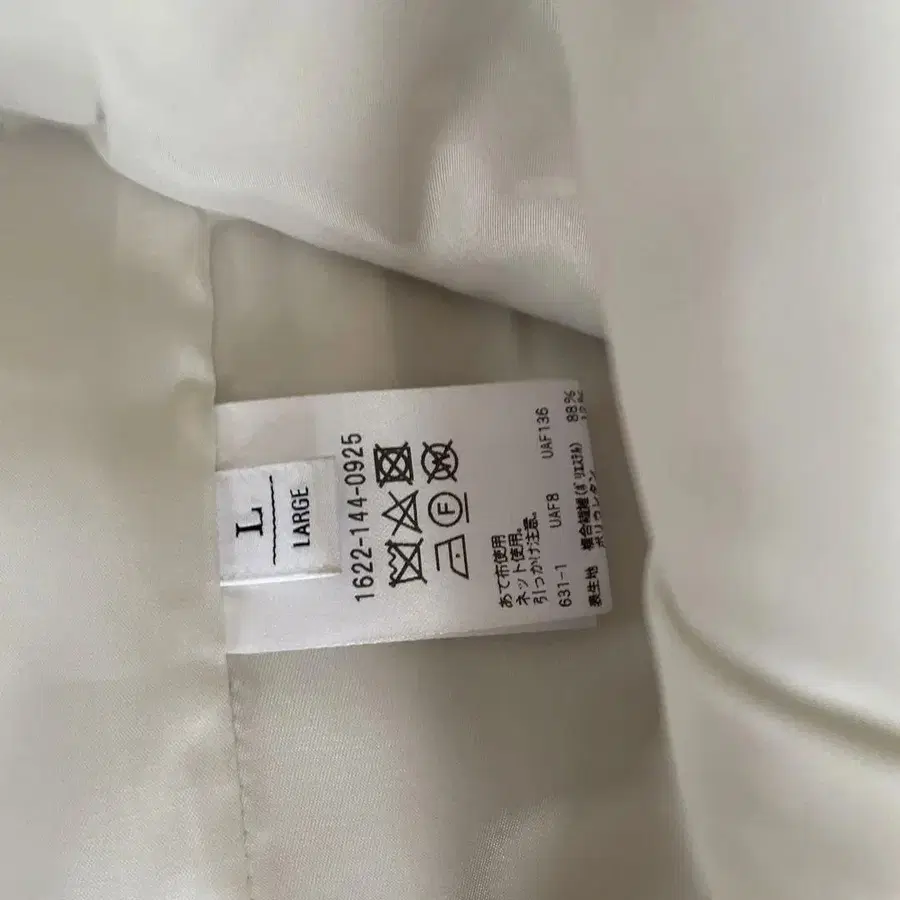 L
LARGE
1622-144-0925
F
W
あて布使用
ネット使用。
引っかけ注意。
631-1 UAF8 UAF136
表生地 複合繊維(ポリエステル) 88%
ポリウレタン